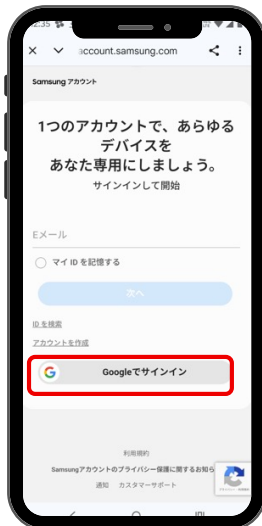 2:35
account.samsung.com
Samsung アカウント
1つのアカウントで、あらゆる
デバイスを
あなた専用にしましょう。
サインインして開始
Eメール
マイ ID を記憶する
次へ
ID を検索
アカウントを作成
Googleでサインイン
利用規約
Samsungアカウントのプライバシー保護に関するお知ら
通知 カスタマーサポート